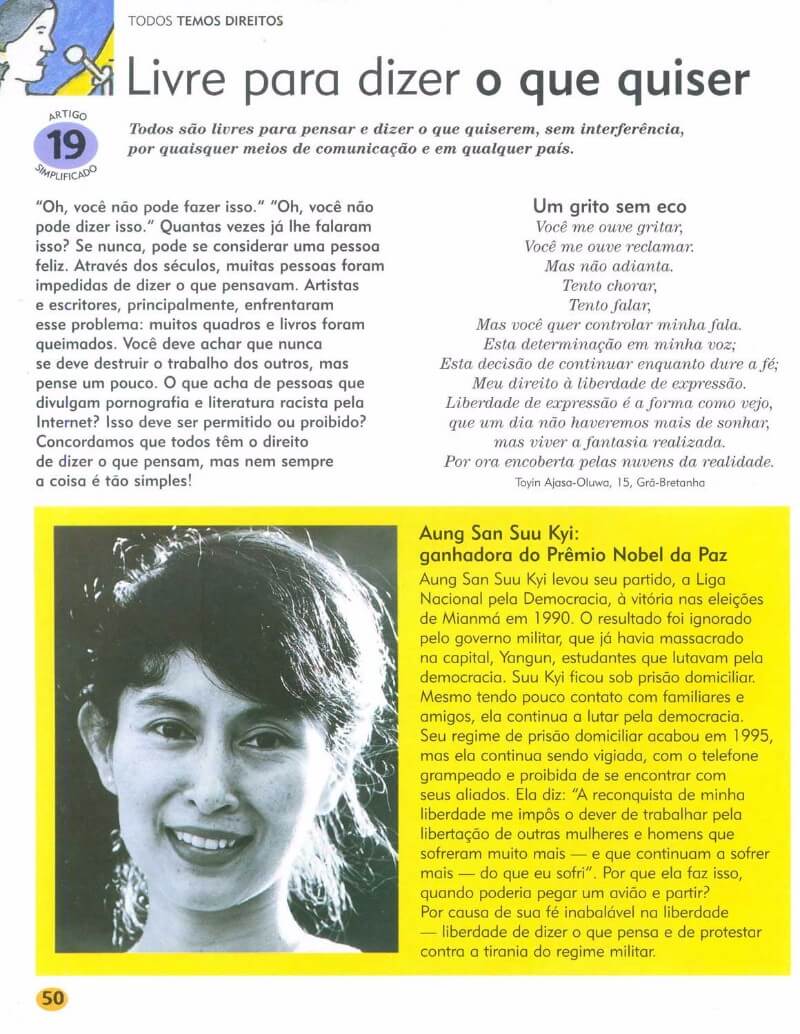 TODOS TEMOS DIREITOS
Livre para dizer o que quiser
ARTIGO
19
SIMPLIFICADO
Todos são livres para pensar e dizer o que quiserem, sem interferência,
por quaisquer meios de comunicação e em qualquer país.
“Oh, você não pode fazer isso.” “Oh, você não
pode dizer isso.” Quantas vezes já lhe falaram
isso? Se nunca, pode se considerar uma pessoa
feliz. Através dos séculos, muitas pessoas foram
impedidas de dizer o que pensavam. Artistas
e escritores, principalmente, enfrentaram
esse problema: muitos quadros e livros foram
queimados. Você deve achar que nunca
se deve destruir o trabalho dos outros, mas
pense um pouco. O que acha de pessoas que
divulgam pornografia e literatura racista pela
Internet? Isso deve ser permitido ou proibido?
Concordamos que todos têm o direito
de dizer o que pensam, mas nem sempre
a coisa é tão simples!
Um grito sem eco
Você me ouve gritar,
Você me ouve reclamar.
Mas não adianta.
Tento chorar,
Tento falar,
Mas você quer controlar minha fala.
Esta determinação em minha voz;
Esta decisão de continuar enquanto dure a fé;
Meu direito à liberdade de expressão.
Liberdade de expressão é a forma como vejo,
que um dia não haveremos mais de sonhar,
mas viver a fantasia realizada.
Por ora encoberta pelas nuvens da realidade.
Toyin Ajasa-Oluwa, 15, Grã-Bretanha
Aung San Suu Kyi:
ganhadora do Prêmio Nobel da Paz
Aung San Suu Kyi levou seu partido, a Liga
Nacional pela Democracia, à vitória nas eleições
de Mianmá em 1990. O resultado foi ignorado
pelo governo militar, que já havia massacrado
na capital, Yangun, estudantes que lutavam pela
democracia. Suu Kyi ficou sob prisão domiciliar.
Mesmo tendo pouco contato com familiares e
amigos, ela continua a lutar pela democracia.
Seu regime de prisão domiciliar acabou em 1995,
mas ela continua sendo vigiada, com o telefone
grampeado e proibida de se encontrar com
seus aliados. Ela diz: “A reconquista de minha
liberdade me impôs o dever de trabalhar pela
libertação de outras mulheres e homens que
sofreram muito mais — e que continuam a sofrer
mais — do que eu sofri”. Por que ela faz isso,
quando poderia pegar um avião e partir?
Por causa de sua fé inabalável na liberdade
— liberdade de dizer o que pensa e de protestar
contra a tirania do regime militar.
50